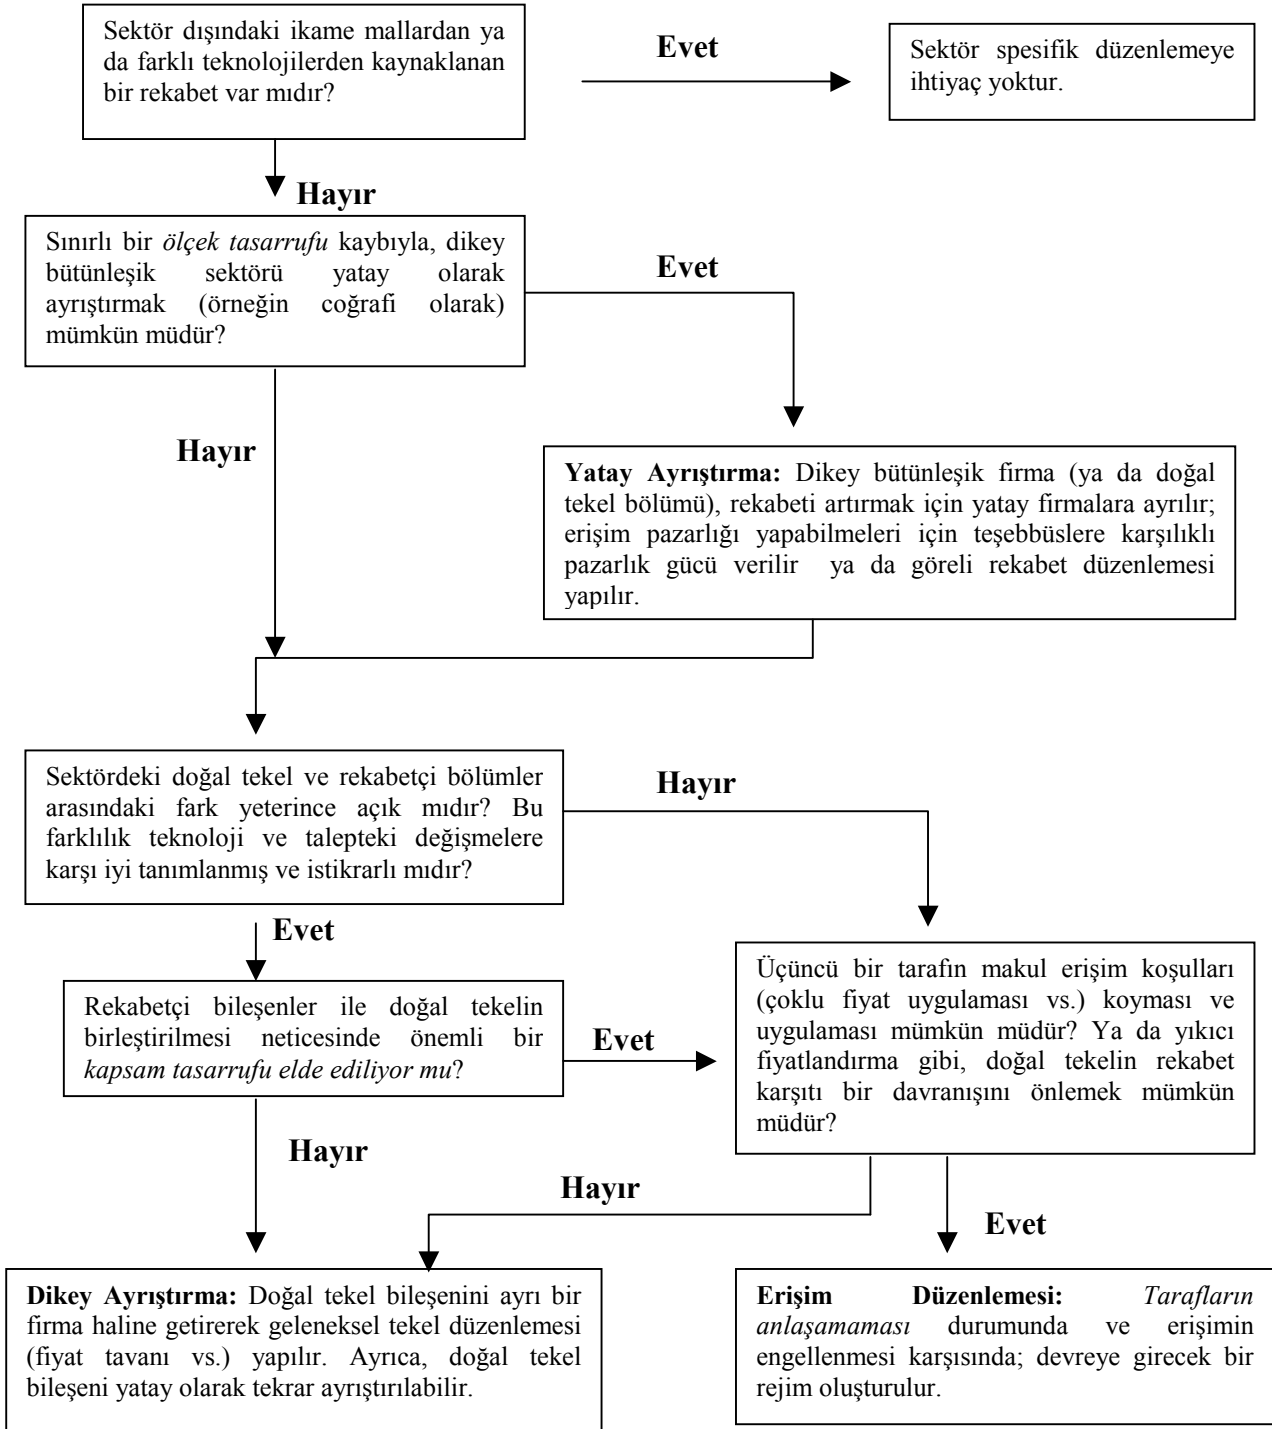 Sektör dışındaki ikame mallardan ya
da farklı teknolojilerden kaynaklanan
bir rekabet var mıdır?
Evet
Sektör spesifik düzenlemeye
ihtiyaç yoktur.
Hayır
Sınırlı bir ölçek tasarrufu kaybıyla, dikey
bütünleşik sektörü yatay olarak
ayrıştırmak (örneğin coğrafi olarak)
mümkün müdür?
Evet
Hayır
Yatay Ayrıştırma: Dikey bütünleşik firma (ya da doğal
tekel bölümü), rekabeti artırmak için yatay firmalara ayrılır;
erişim pazarlığı yapabilmeleri için teşebbüslere karşılıklı
pazarlık gücü verilir ya da göreli rekabet düzenlemesi
yapılır.
Sektördeki doğal tekel ve rekabetçi bölümler
arasındaki fark yeterince açık mıdır? Bu
farklılık teknoloji ve talepteki değişmelere
karşı iyi tanımlanmış ve istikrarlı mıdır?
Hayır
Evet
Rekabetçi bileşenler ile doğal tekelin
birleştirilmesi neticesinde önemli bir
kapsam tasarrufu elde ediliyor mu?
Evet
Üçüncü bir tarafın makul erişim koşulları
(çoklu fiyat uygulaması vs.) koyması ve
uygulaması mümkün müdür? Ya da yıkıcı
fiyatlandırma gibi, doğal tekelin rekabet
karşıtı bir davranışını önlemek mümkün
müdür?
Hayır
Hayır
Evet
Dikey Ayrıştırma: Doğal tekel bileşenini ayrı bir
firma haline getirerek geleneksel tekel düzenlemesi
(fiyat tavanı vs.) yapılır. Ayrıca, doğal tekel
bileşeni yatay olarak tekrar ayrıştırılabilir.
Erişim Düzenlemesi: Tarafların
anlaşamaması durumunda ve erişimin
engellenmesi karşısında; devreye girecek bir
rejim oluşturulur.